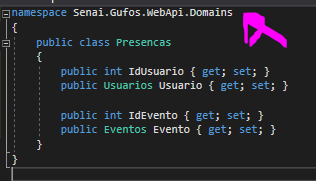 namespace Senai.Gufos.WebApi.Domains
{
public class Presencas
{
public int IdUsuario { get; set; }
public Usuarios Usuario { get; set; }
public int IdEvento { get; set; }
public Eventos Evento { get; set; }
}
}